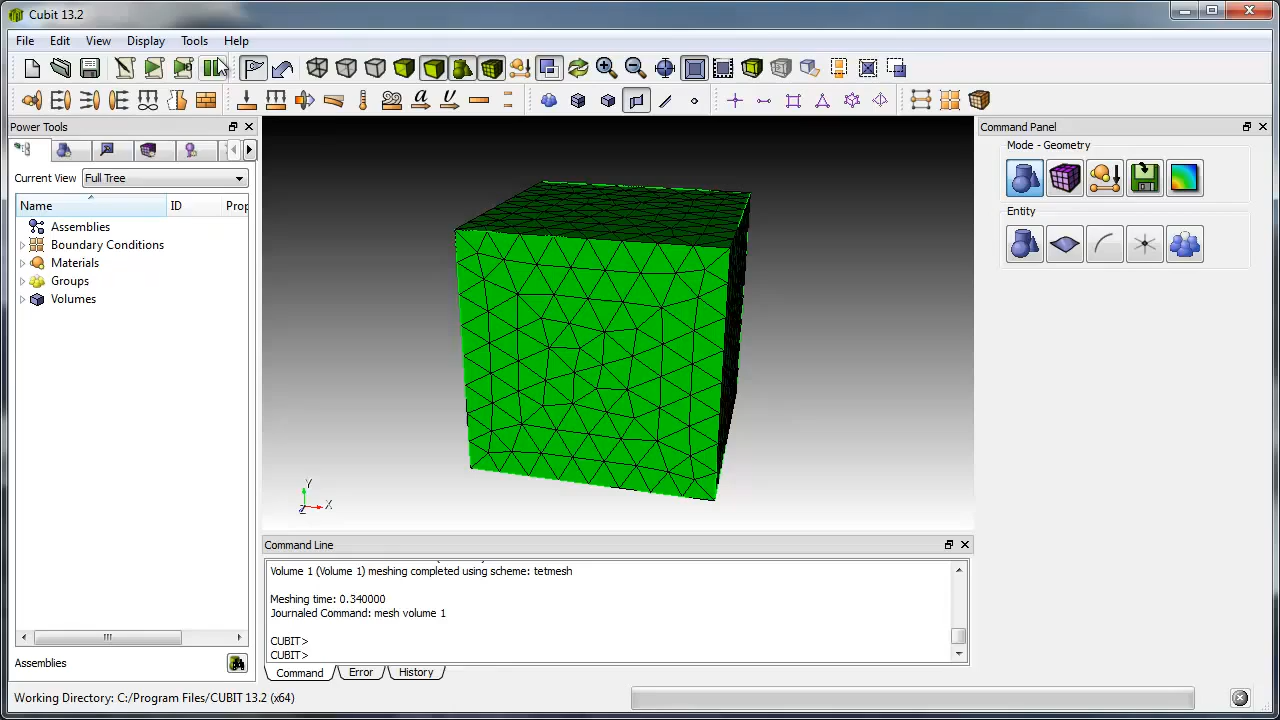 Cubit 13.2
File Edit View Display Tools Help
Power Tools
Current View Full Tree
Name ID Prop
Assemblies
Boundary Conditions
Materials
Groups
Volumes
Assemblies
Y
X
Z
Command Line
Volume 1 (Volume 1) meshing completed using scheme: tetmesh
Meshing time: 0.340000
Journaled Command: mesh volume 1
CUBIT>
CUBIT>
Command Error History
Command Panel
Mode - Geometry
Entity
Working Directory: C:/Program Files/CUBIT 13.2 (x64)